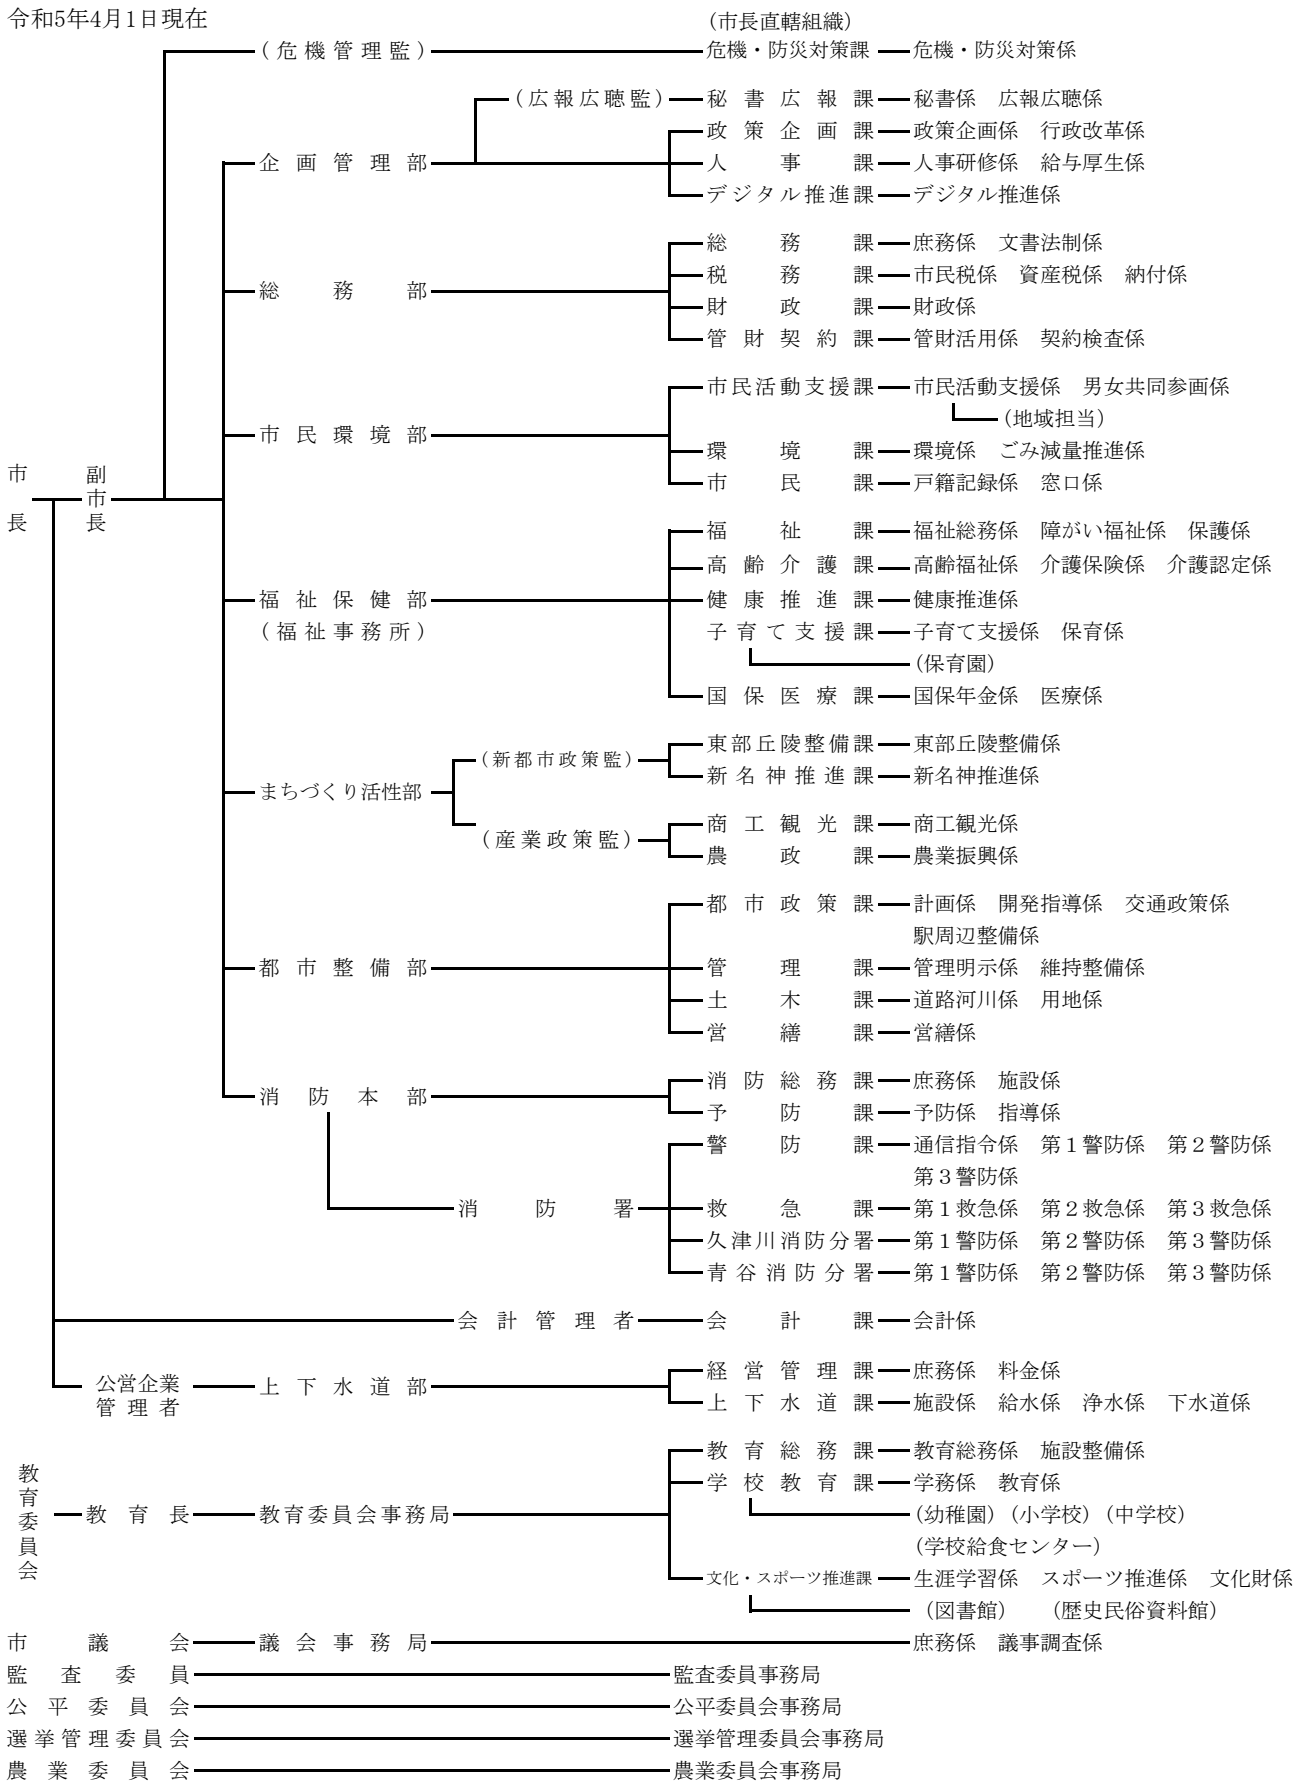 令和5年4月1日現在
(市長直轄組織)
(危機管理監) 危機・防災対策課 危機・防災対策係
(広報広聴監) 秘書広報課 秘書係 広報広聴係
政策企画課 政策企画係 行政改革係
企画管理部 人事課 人事研修係 給与厚生係
デジタル推進課 デジタル推進係
総務課 庶務係 文書法制係
税務課 市民税係 資産税係 納付係
総務部
財政課 財政係
管財契約課 管財活用係 契約検査係
市民活動支援課 市民活動支援係 男女共同参画係
(地域担当)
市民環境部
環境課 環境係 ごみ減量推進係
市民課 戸籍記録係 窓口係
市長 副市長
福祉課 福祉総務係 障がい福祉係 保護係
高齢介護課 高齢福祉係 介護保険係 介護認定係
福祉保健部 健康推進課 健康推進係
(福祉事務所) 子育て支援課 子育て支援係 保育係
(保育園)
国保医療課 国保年金係 医療係
東部丘陵整備課 東部丘陵整備係
(新都市政策監)
新名神推進課 新名神推進係
まちづくり活性部
商工観光課 商工観光係
(産業政策監)
農政課 農業振興係
都市政策課 計画係 開発指導係 交通政策係
駅周辺整備係
都市整備部 管理課 管理明示係 維持整備係
土木課 道路河川係 用地係
営繕課 営繕係
消防総務課 庶務係 施設係
消防本部
予防課 予防係 指導係
警防課 通信指令係 第1警防係 第2警防係
第3警防係
消防署 救急課 第1救急係 第2救急係 第3救急係
久津川消防分署 第1警防係 第2警防係 第3警防係
青谷消防分署 第1警防係 第2警防係 第3警防係
会計管理者 会計課 会計係
経営管理課 庶務係 料金係
公営企業
管理者 上下水道部
上下水道課 施設係 給水係 浄水係 下水道係
教育総務課 教育総務係 施設整備係
学校教育課 学務係 教育係
教育委員会 教育長 教育委員会事務局 (幼稚園) (小学校) (中学校)
(学校給食センター)
文化・スポーツ推進課 生涯学習係 スポーツ推進係 文化財係
(図書館) (歴史民俗資料館)
市議会 議会事務局 庶務係 議事調査係
監査委員 監査委員事務局
公平委員会 公平委員会事務局
選挙管理委員会 選挙管理委員会事務局
農業委員会 農業委員会事務局